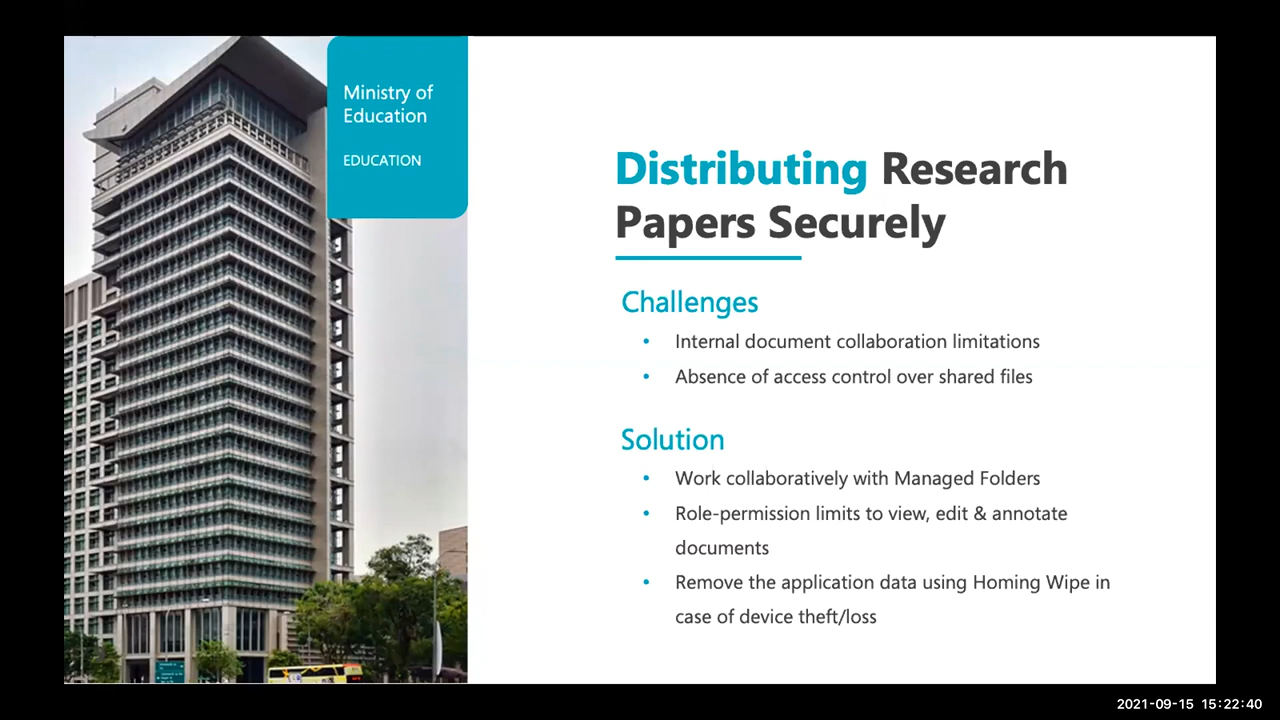 Ministry of
Education
EDUCATION
Distributing Research
Papers Securely
Challenges
• Internal document collaboration limitations
• Absence of access control over shared files
Solution
• Work collaboratively with Managed Folders
• Role-permission limits to view, edit & annotate
documents
• Remove the application data using Homing Wipe in
case of device theft/loss
2021-09-15 15:22:40